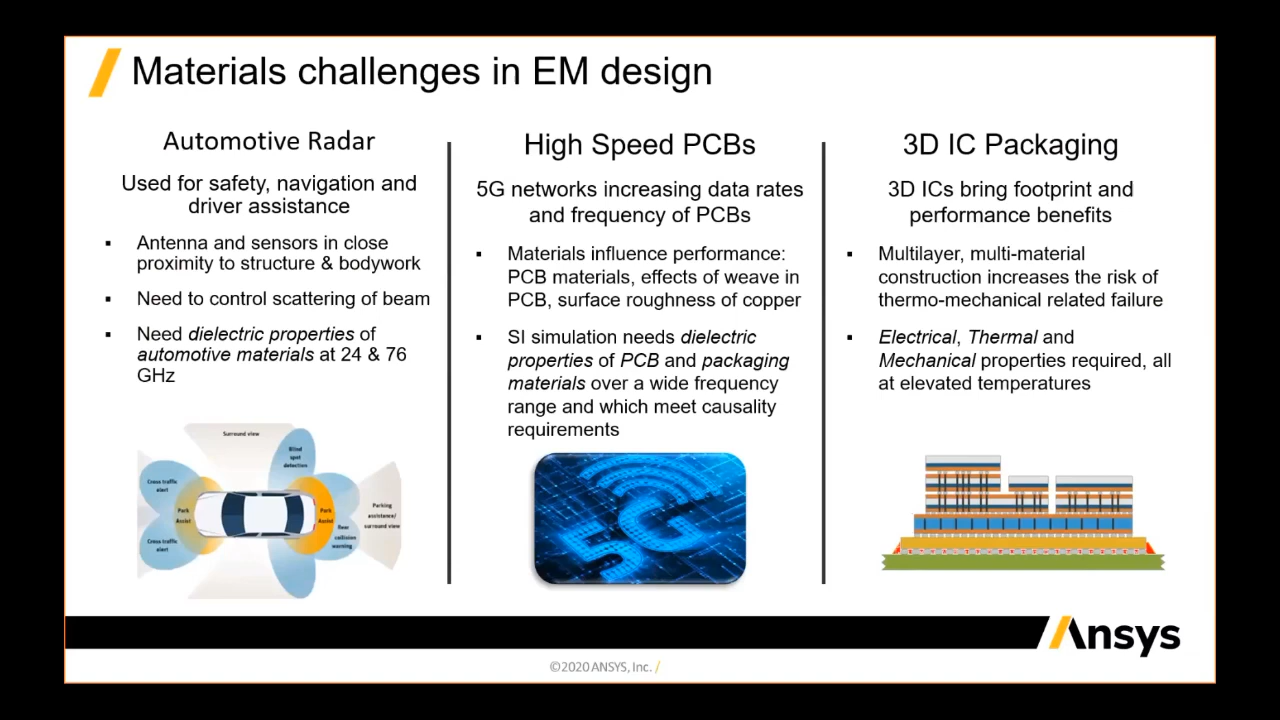 Materials challenges in EM design
Automotive Radar
Used for safety, navigation and
driver assistance
▪ Antenna and sensors in close
proximity to structure & bodywork
▪ Need to control scattering of beam
▪ Need dielectric properties of
automotive materials at 24 & 76
GHz
Surround view
Blind
spot
detection
Cross traffic
alert
Park
Assist
Cross traffic
alert
Park
Assist
Rear
collision
warning
Parking
assistance/
surround view
High Speed PCBs
5G networks increasing data rates
and frequency of PCBs
▪ Materials influence performance:
PCB materials, effects of weave in
PCB, surface roughness of copper
▪ SI simulation needs dielectric
properties of PCB and packaging
materials over a wide frequency
range and which meet causality
requirements
5G
3D IC Packaging
3D ICs bring footprint and
performance benefits
▪ Multilayer, multi-material
construction increases the risk of
thermo-mechanical related failure
▪ Electrical, Thermal and
Mechanical properties required, all
at elevated temperatures
Ansys
©2020 ANSYS, Inc. /